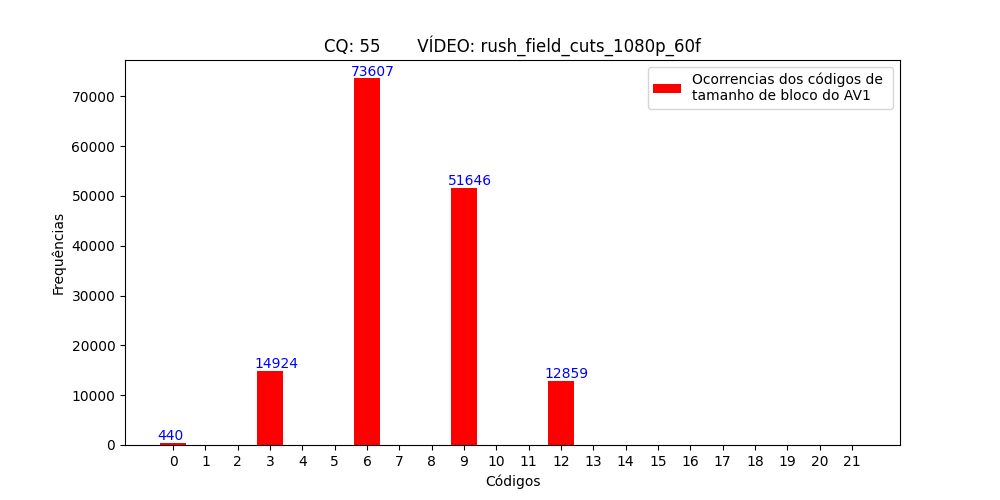 CQ: 55 VÍDEO: rush_field_cuts_1080p_60f
Ocorrencias dos códigos de
tamanho de bloco do AV1
Frequências
70000
60000
50000
40000
30000
20000
10000
0
440
14924
73607
51646
12859
0 1 2 3 4 5 6 7 8 9 10 11 12 13 14 15 16 17 18 19 20 21
Códigos